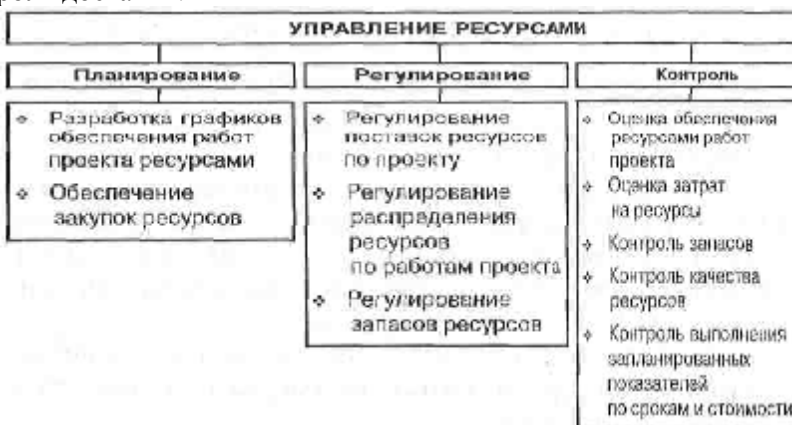 УПРАВЛЕНИЕ РЕСУРСАМИ
Планирование
Регулирование
Контроль
Разработка графиков
обеспечения работ
проекта ресурсами
Обеспечение
закупок ресурсов
Регулирование
поставок ресурсов
по проекту
Регулирование
распределения
ресурсов
по работам проекта
Регулирование
запасов ресурсов
Оценка обеспечения
ресурсами работ
проекта
Оценка затрат
на ресурсы
Контроль запасов
Контроль качества
ресурсов
Контроль выполнения
запланированных
показателей
по срокам и стоимости